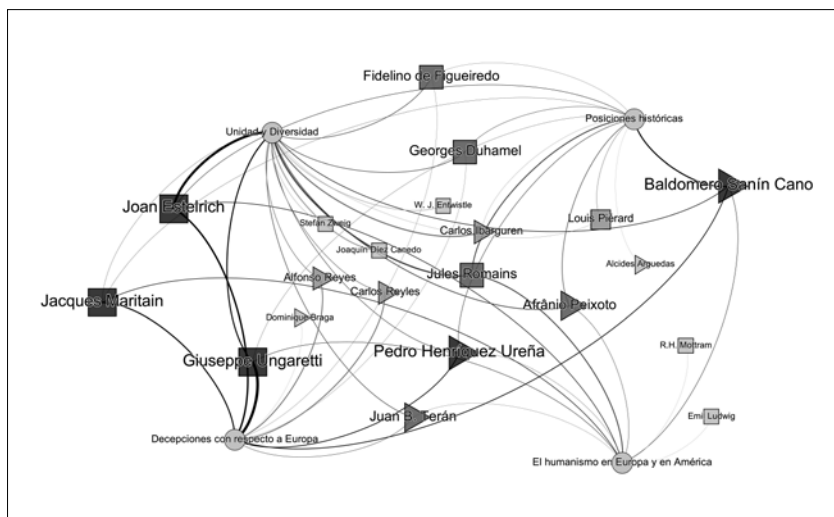 Fidelino de Figueiredo
Unidad y Diversidad
Posiciones históricas
Georges Duhamel
Baldomero Sanín Cano
Joan Estelrich
W. J. Entwistle
Louis Piérard
Stefan Zweig
Carlos Ibarguren
Joaquín Díez Canedo
Alcides Arguedas
Alfonso Reyes
Jules Romains
Carlos Reyles
Jacques Maritain
Afrânio Peixoto
Dominique Braga
R.H. Mottram
Pedro Henríquez Ureña
Giuseppe Ungaretti
Juan B. Terán
Emil Ludwig
Decepciones con respecto a Europa
El humanismo en Europa y en América